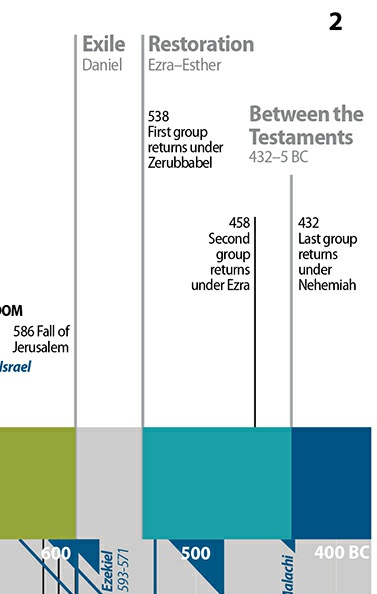 2
Exile
Daniel
Restoration
Ezra–Esther
538
First group
returns under
Zerubbabel
Between the
Testaments
432–5 BC
458
Second
group
returns
under Ezra
432
Last group
returns
under
Nehemiah
586 Fall of
Jerusalem
Israel
600
Ezekiel
593-571
500
400 BC